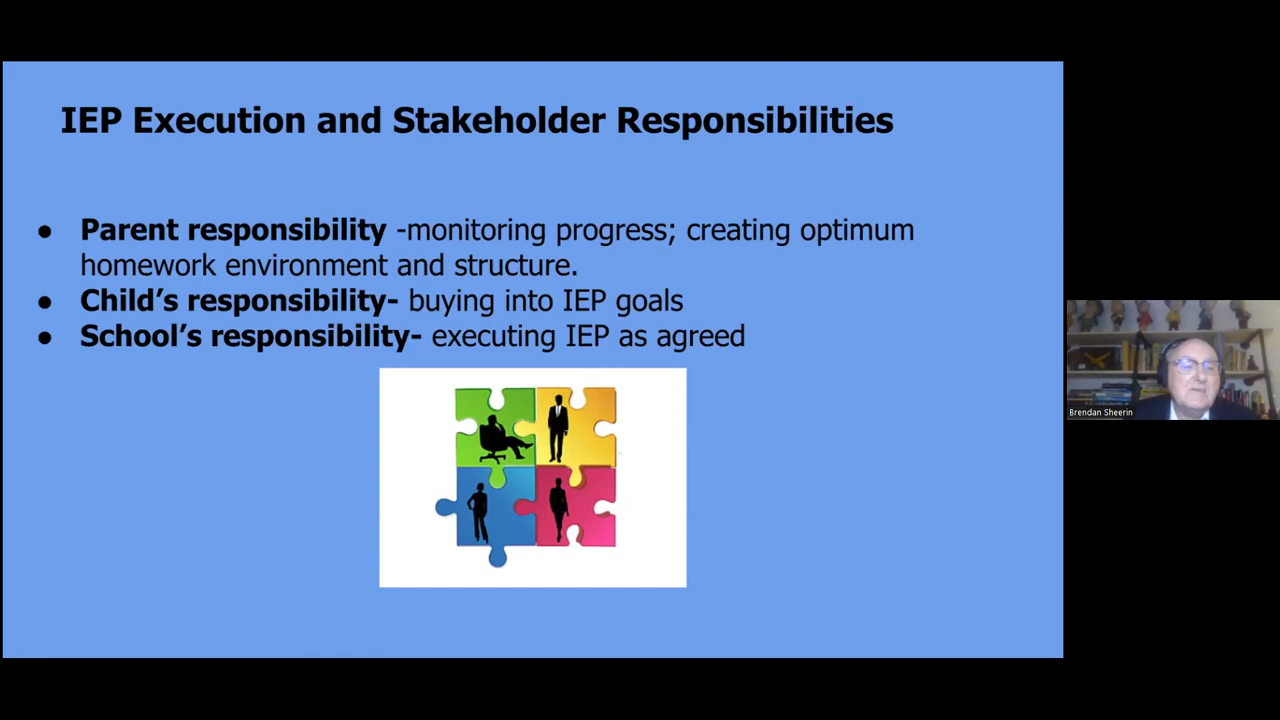 IEP Execution and Stakeholder Responsibilities
● Parent responsibility -monitoring progress; creating optimum
homework environment and structure.
● Child’s responsibility- buying into IEP goals
● School’s responsibility- executing IEP as agreed
Brendan Sheerin